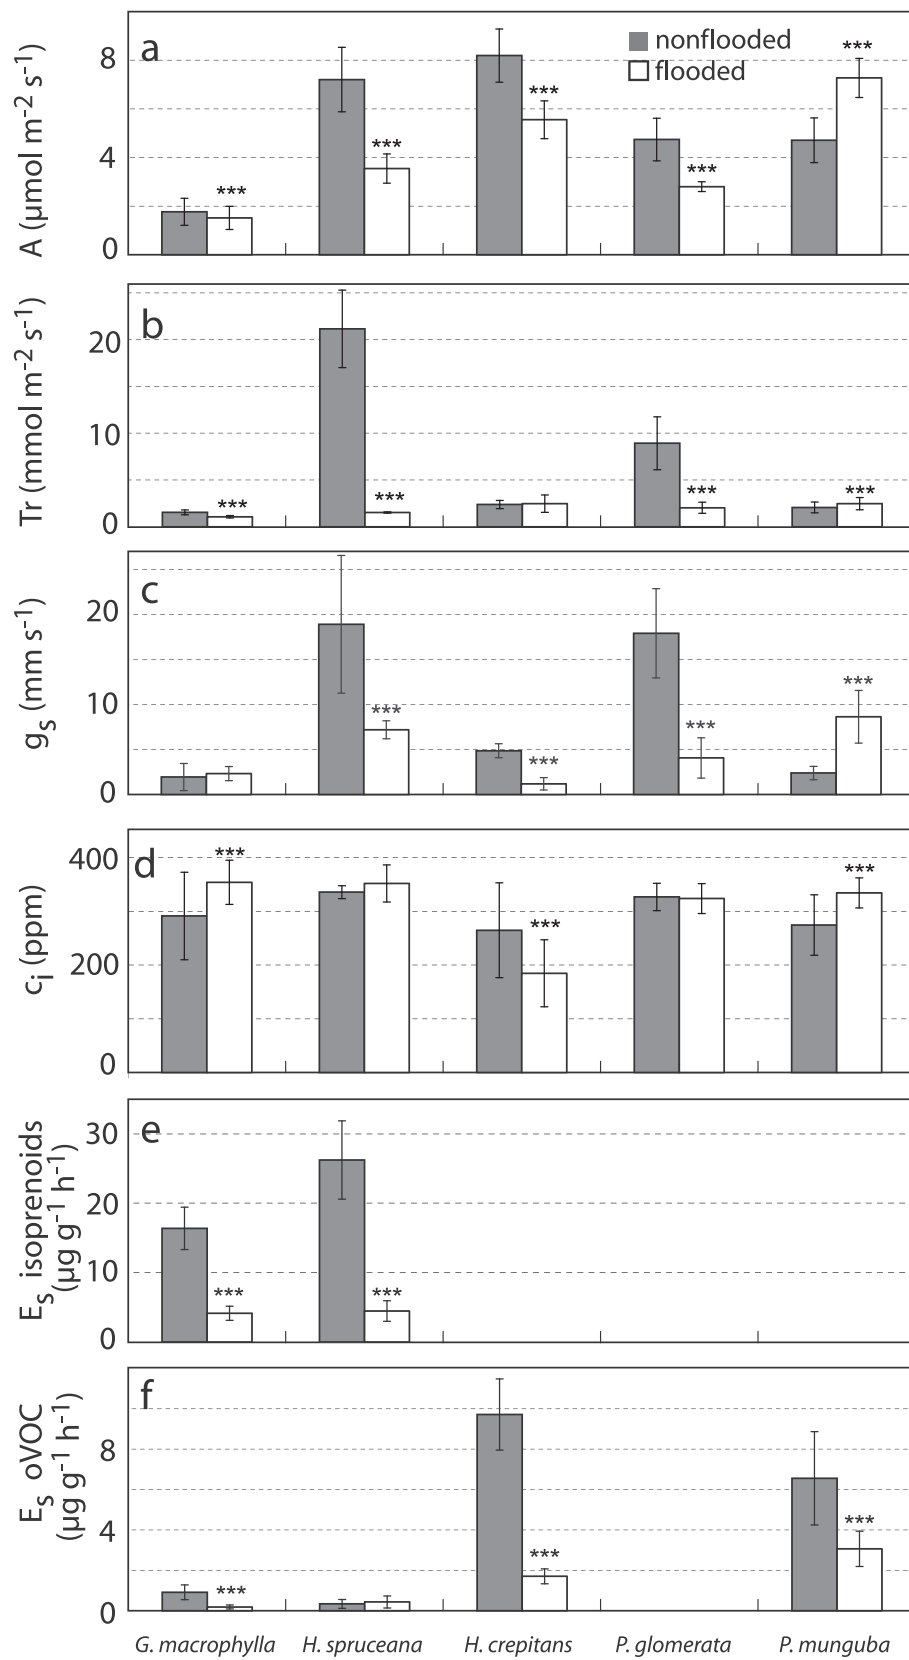 a
nonflooded
flooded
A (µmol m⁻² s⁻¹)
8
4
0
*** *** *** *** ***
b
Tr (mmol m⁻² s⁻¹)
20
10
0
*** *** *** ***
c
gₛ (mm s⁻¹)
20
10
0
*** *** *** ***
d
cᵢ (ppm)
400
200
0
*** *** ***
e
Eₛ isoprenoids
(µg g⁻¹ h⁻¹)
30
20
10
0
*** ***
f
Eₛ oVOC
(µg g⁻¹ h⁻¹)
8
4
0
*** *** ***
G. macrophylla H. spruceana H. crepitans P. glomerata P. munguba